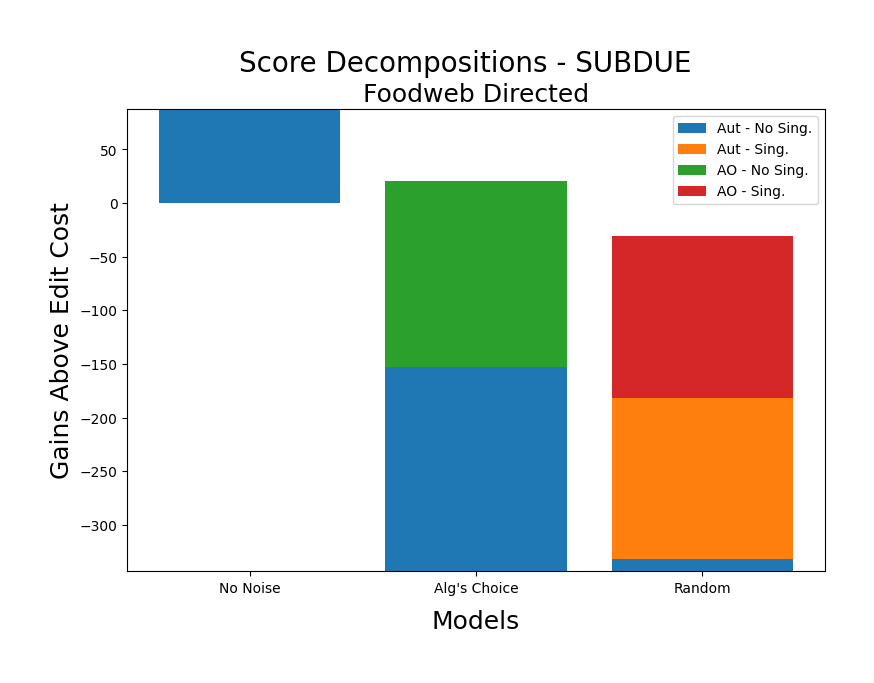 Score Decompositions - SUBDUE
Foodweb Directed
Aut - No Sing.
Aut - Sing.
AO - No Sing.
AO - Sing.
Gains Above Edit Cost
50
0
−50
−100
−150
−200
−250
−300
No Noise
Alg's Choice
Random
Models